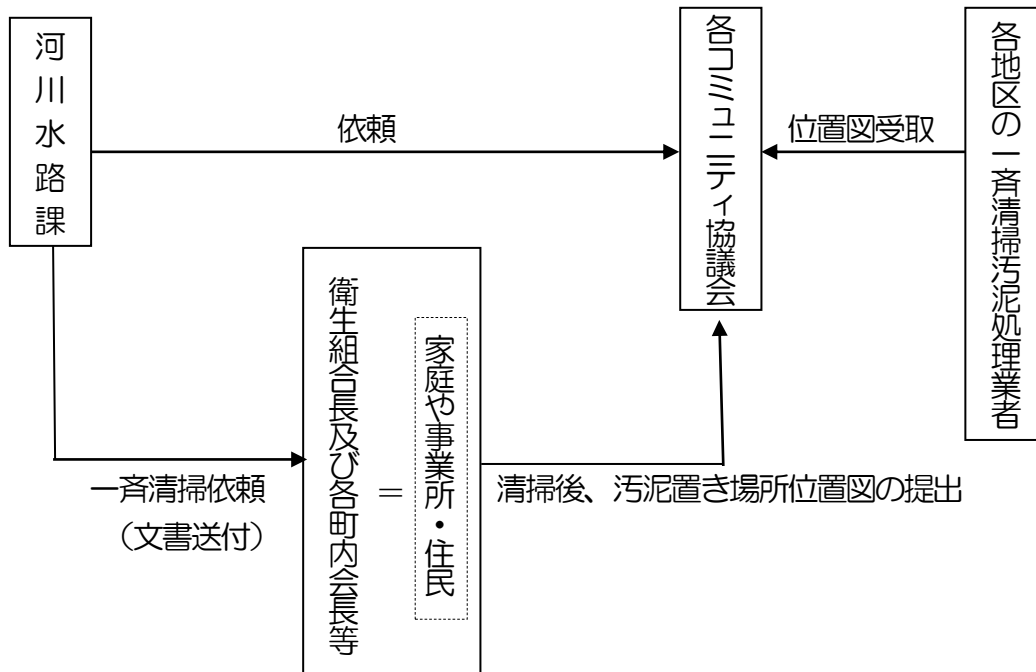 河川水路課
依頼
各コミュニティ協議会
位置図受取
各地区の一斉清掃汚泥処理業者
一斉清掃依頼
（文書送付）
衛生組合長及び各町内会長等
＝
家庭や事業所・住民
清掃後、汚泥置き場所位置図の提出